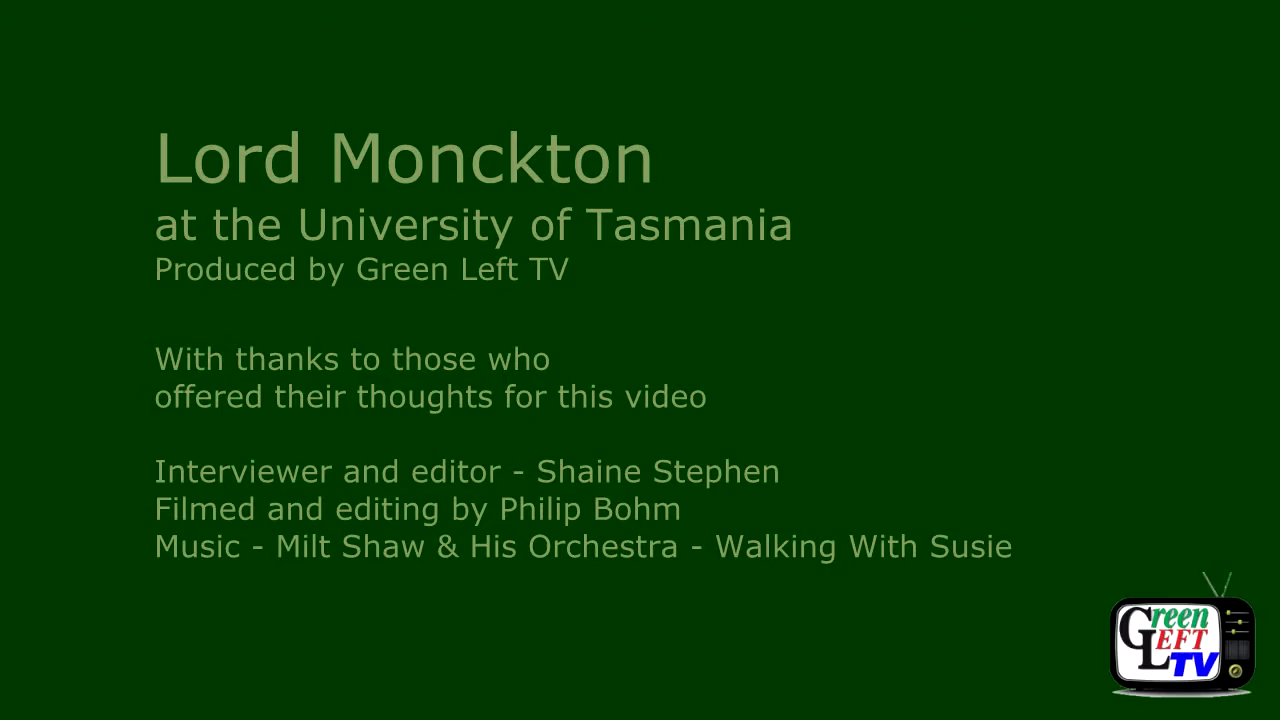 Lord Monckton
at the University of Tasmania
Produced by Green Left TV
With thanks to those who
offered their thoughts for this video
Interviewer and editor - Shaine Stephen
Filmed and editing by Philip Bohm
Music - Milt Shaw & His Orchestra - Walking With Susie
Green
LEFT
TV